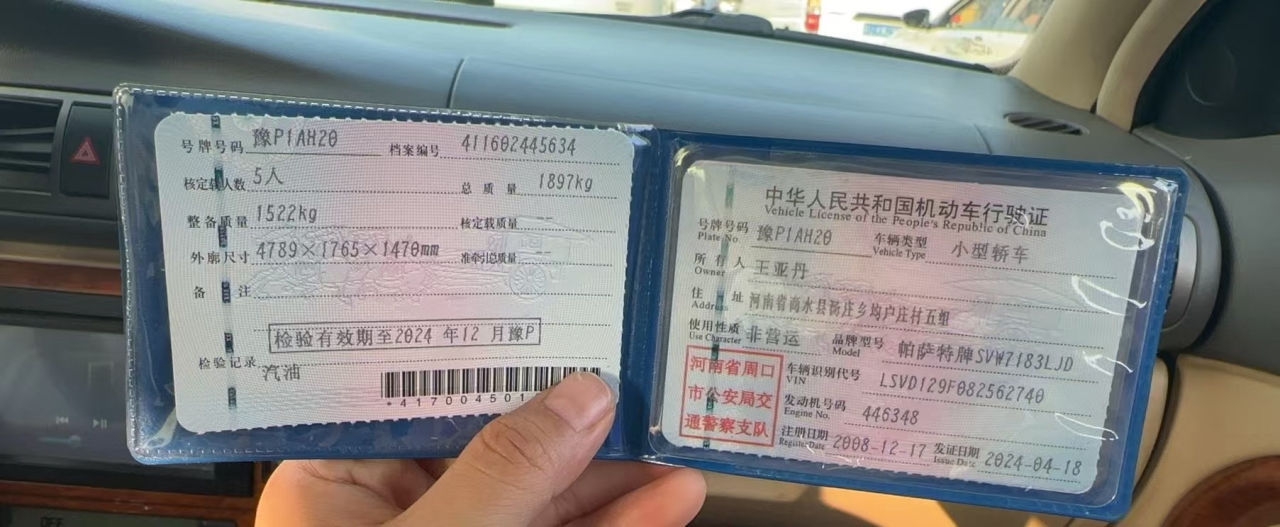 号牌号码 豫P1AH20 档案编号 411602445634
核定载人数 5人 总质量 1897kg
整备质量 1522kg 核定载质量 --
外廓尺寸 4789×1765×1470mm 准牵引总质量 --
备注
检验有效期至2024年12月豫P
检验记录
汽油
*41700450
中华人民共和国机动车行驶证
Vehicle License of the People's Republic of China
号牌号码 豫P1AH20 车辆类型 小型轿车
Plate No. Vehicle Type
所有人 王亚丹
Owner
住址 河南省商水县杨庄乡均户庄村五组
Address
使用性质 非营运 品牌型号 帕萨特牌SVW7183LJD
Use Character Model
河南省周口
市公安局交
通警察支队
车辆识别代号 LSVD129F082562740
VIN
发动机号码 446348
Engine No.
注册日期 2008-12-17 发证日期 2024-04-18
Register Date Issue Date
OFF